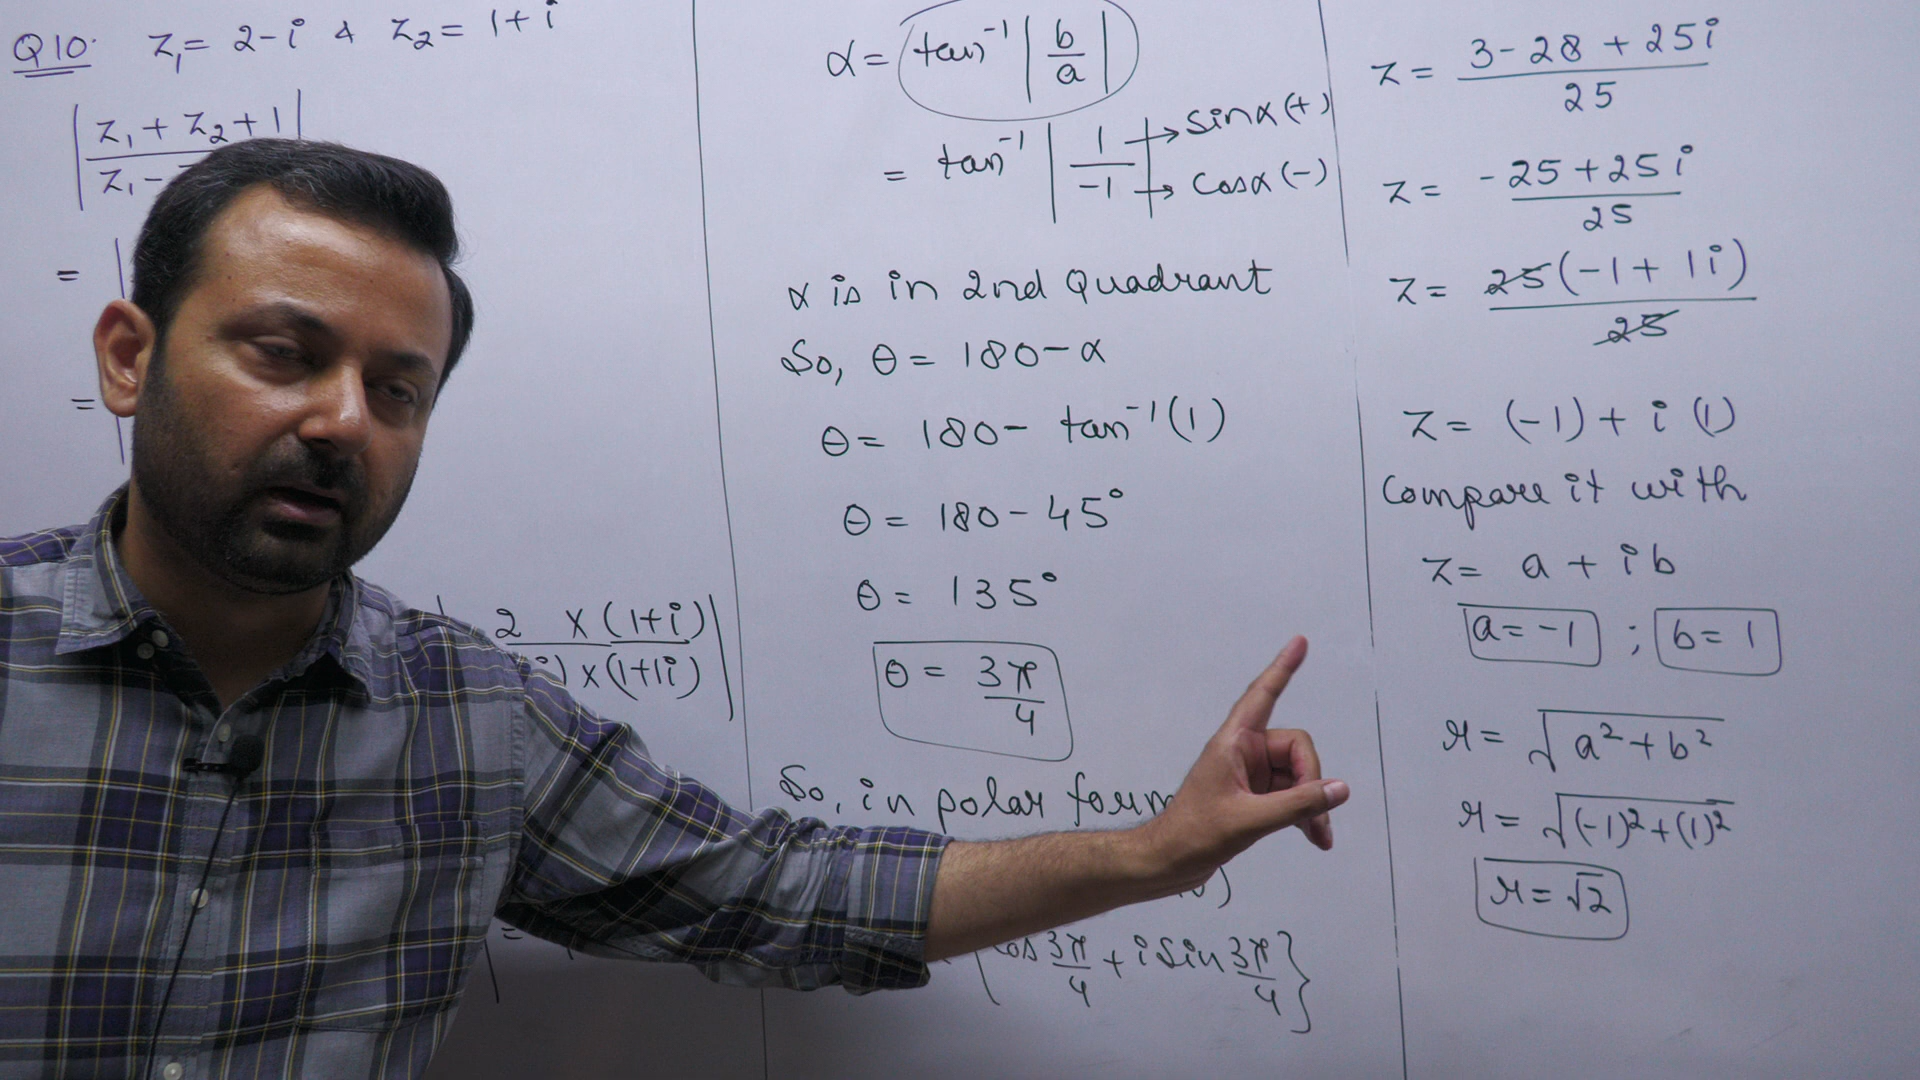 Q10. z₁ = 2-i & z₂ = 1+i
| z₁ + z₂ + 1 |
| z₁ -
= |
= |
2 × (1+i) |
i) × (1+1i) |
=
α = tan⁻¹ | b/a |
= tan⁻¹ | 1/-1 | → sinα (+) → cosα (-)
α is in 2nd Quadrant
So, θ = 180 - α
θ = 180 - tan⁻¹(1)
θ = 180 - 45°
θ = 135°
θ = 3π/4
So, in polar form
cos 3π/4 + i sin 3π/4 }
z = 3 - 28 + 25i / 25
z = -25 + 25i / 25
z = 25(-1 + 1i) / 25
z = (-1) + i (1)
Compare it with
z = a + ib
a = -1 ; b = 1
r = √a² + b²
r = √(-1)² + (1)²
r = √2